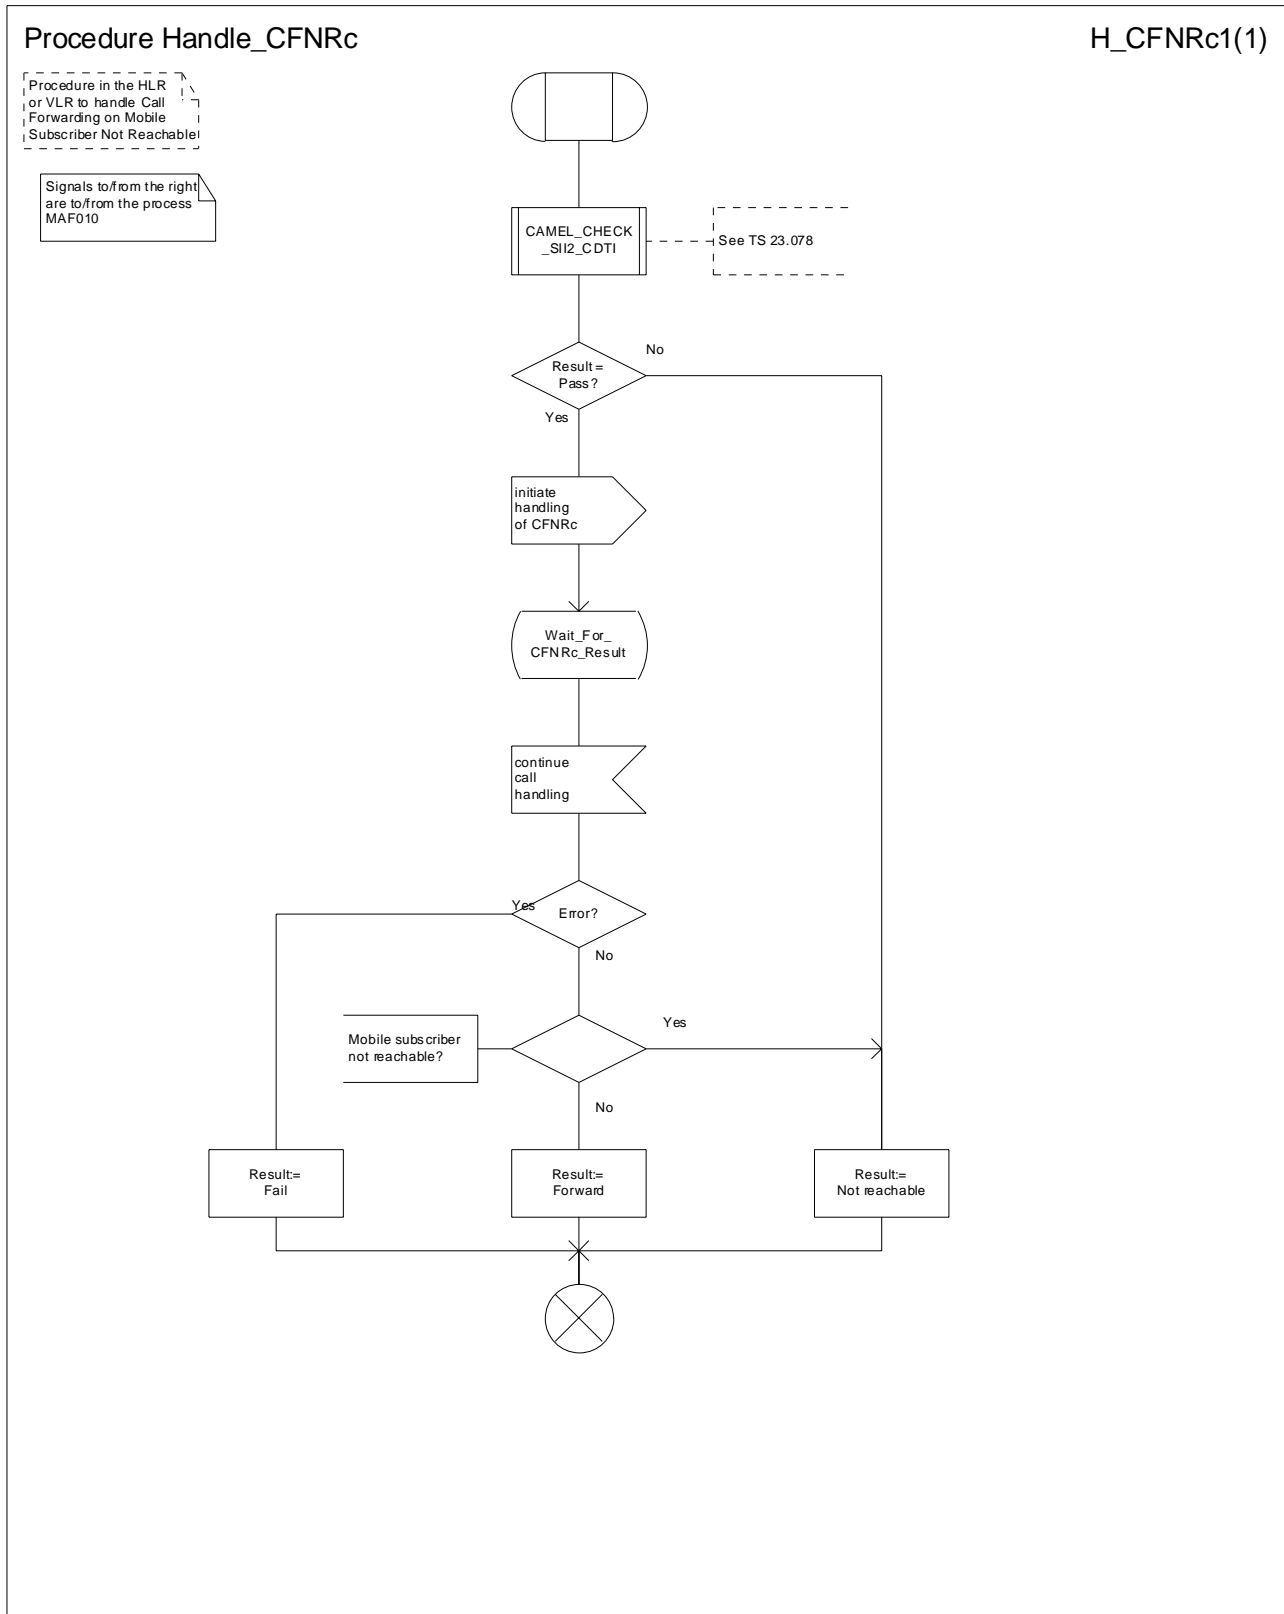 Procedure Handle_CFNRc
H_CFNRc1(1)
Procedure in the HLR
or VLR to handle Call
Forwarding on Mobile
Subscriber Not Reachable
Signals to/from the right
are to/from the process
MAF010
CAMEL_CHECK
_SII2_CDTI
See TS 23.078
Result =
Pass?
No
Yes
initiate
handling
of CFNRc
Wait_For_
CFNRc_Result
continue
call
handling
Yes
Error?
No
Mobile subscriber
not reachable?
Yes
No
Result:=
Fail
Result:=
Forward
Result:=
Not reachable